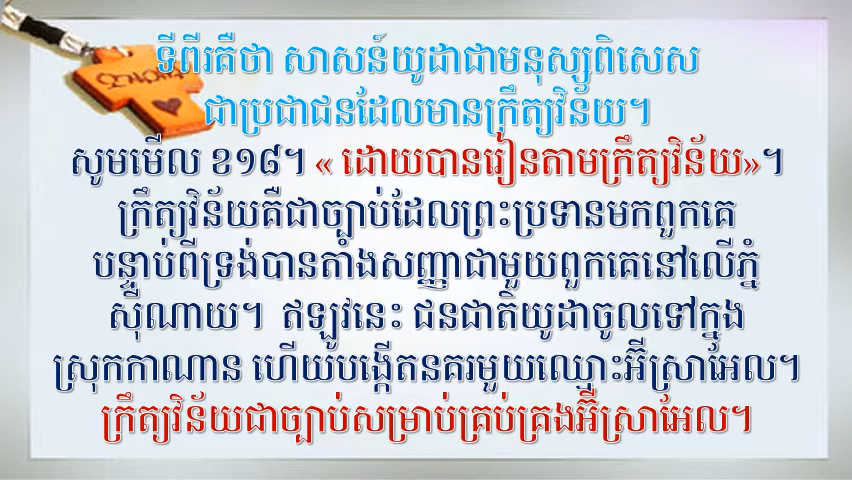 ទីពីរគឺថា សាសន៍យូដាជាមនុស្សពិសេស
ជាប្រជាជនដែលមានក្រឹត្យវិន័យ។
សូមមើល ខ១៨។ « ដោយបានរៀនតាមក្រឹត្យវិន័យ»។
ក្រឹត្យវិន័យគឺជាច្បាប់ដែលព្រះប្រទានមកពួកគេ
បន្ទាប់ពីទ្រង់បានតាំងសញ្ញាជាមួយពួកគេនៅលើភ្នំ
ស៊ីណាយ។ ឥឡូវនេះ ជនជាតិយូដាចូលទៅក្នុង
ស្រុកកាណាន ហើយបង្កើតនគរមួយឈ្មោះអ៊ីស្រាអែល។
ក្រឹត្យវិន័យជាច្បាប់សម្រាប់គ្រប់គ្រងអ៊ីស្រាអែល។